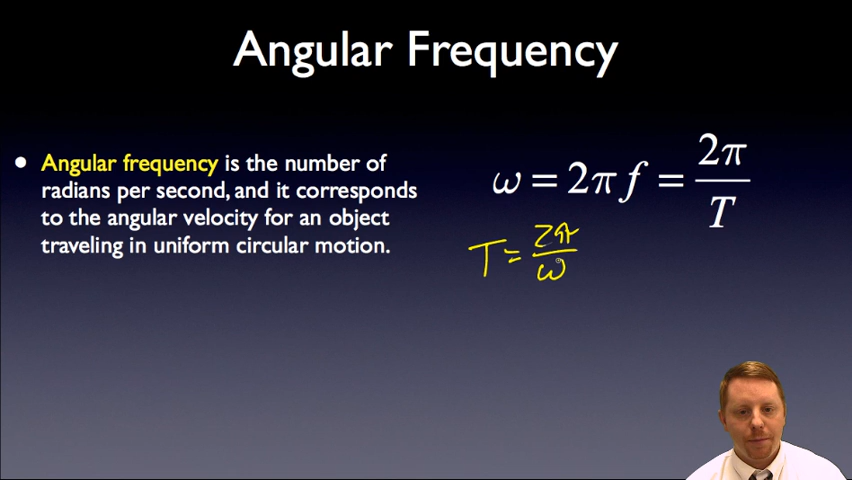 Angular Frequency
• Angular frequency is the number of
radians per second, and it corresponds
to the angular velocity for an object
traveling in uniform circular motion.
ω = 2π f = 2π/T
T = 2π/ω